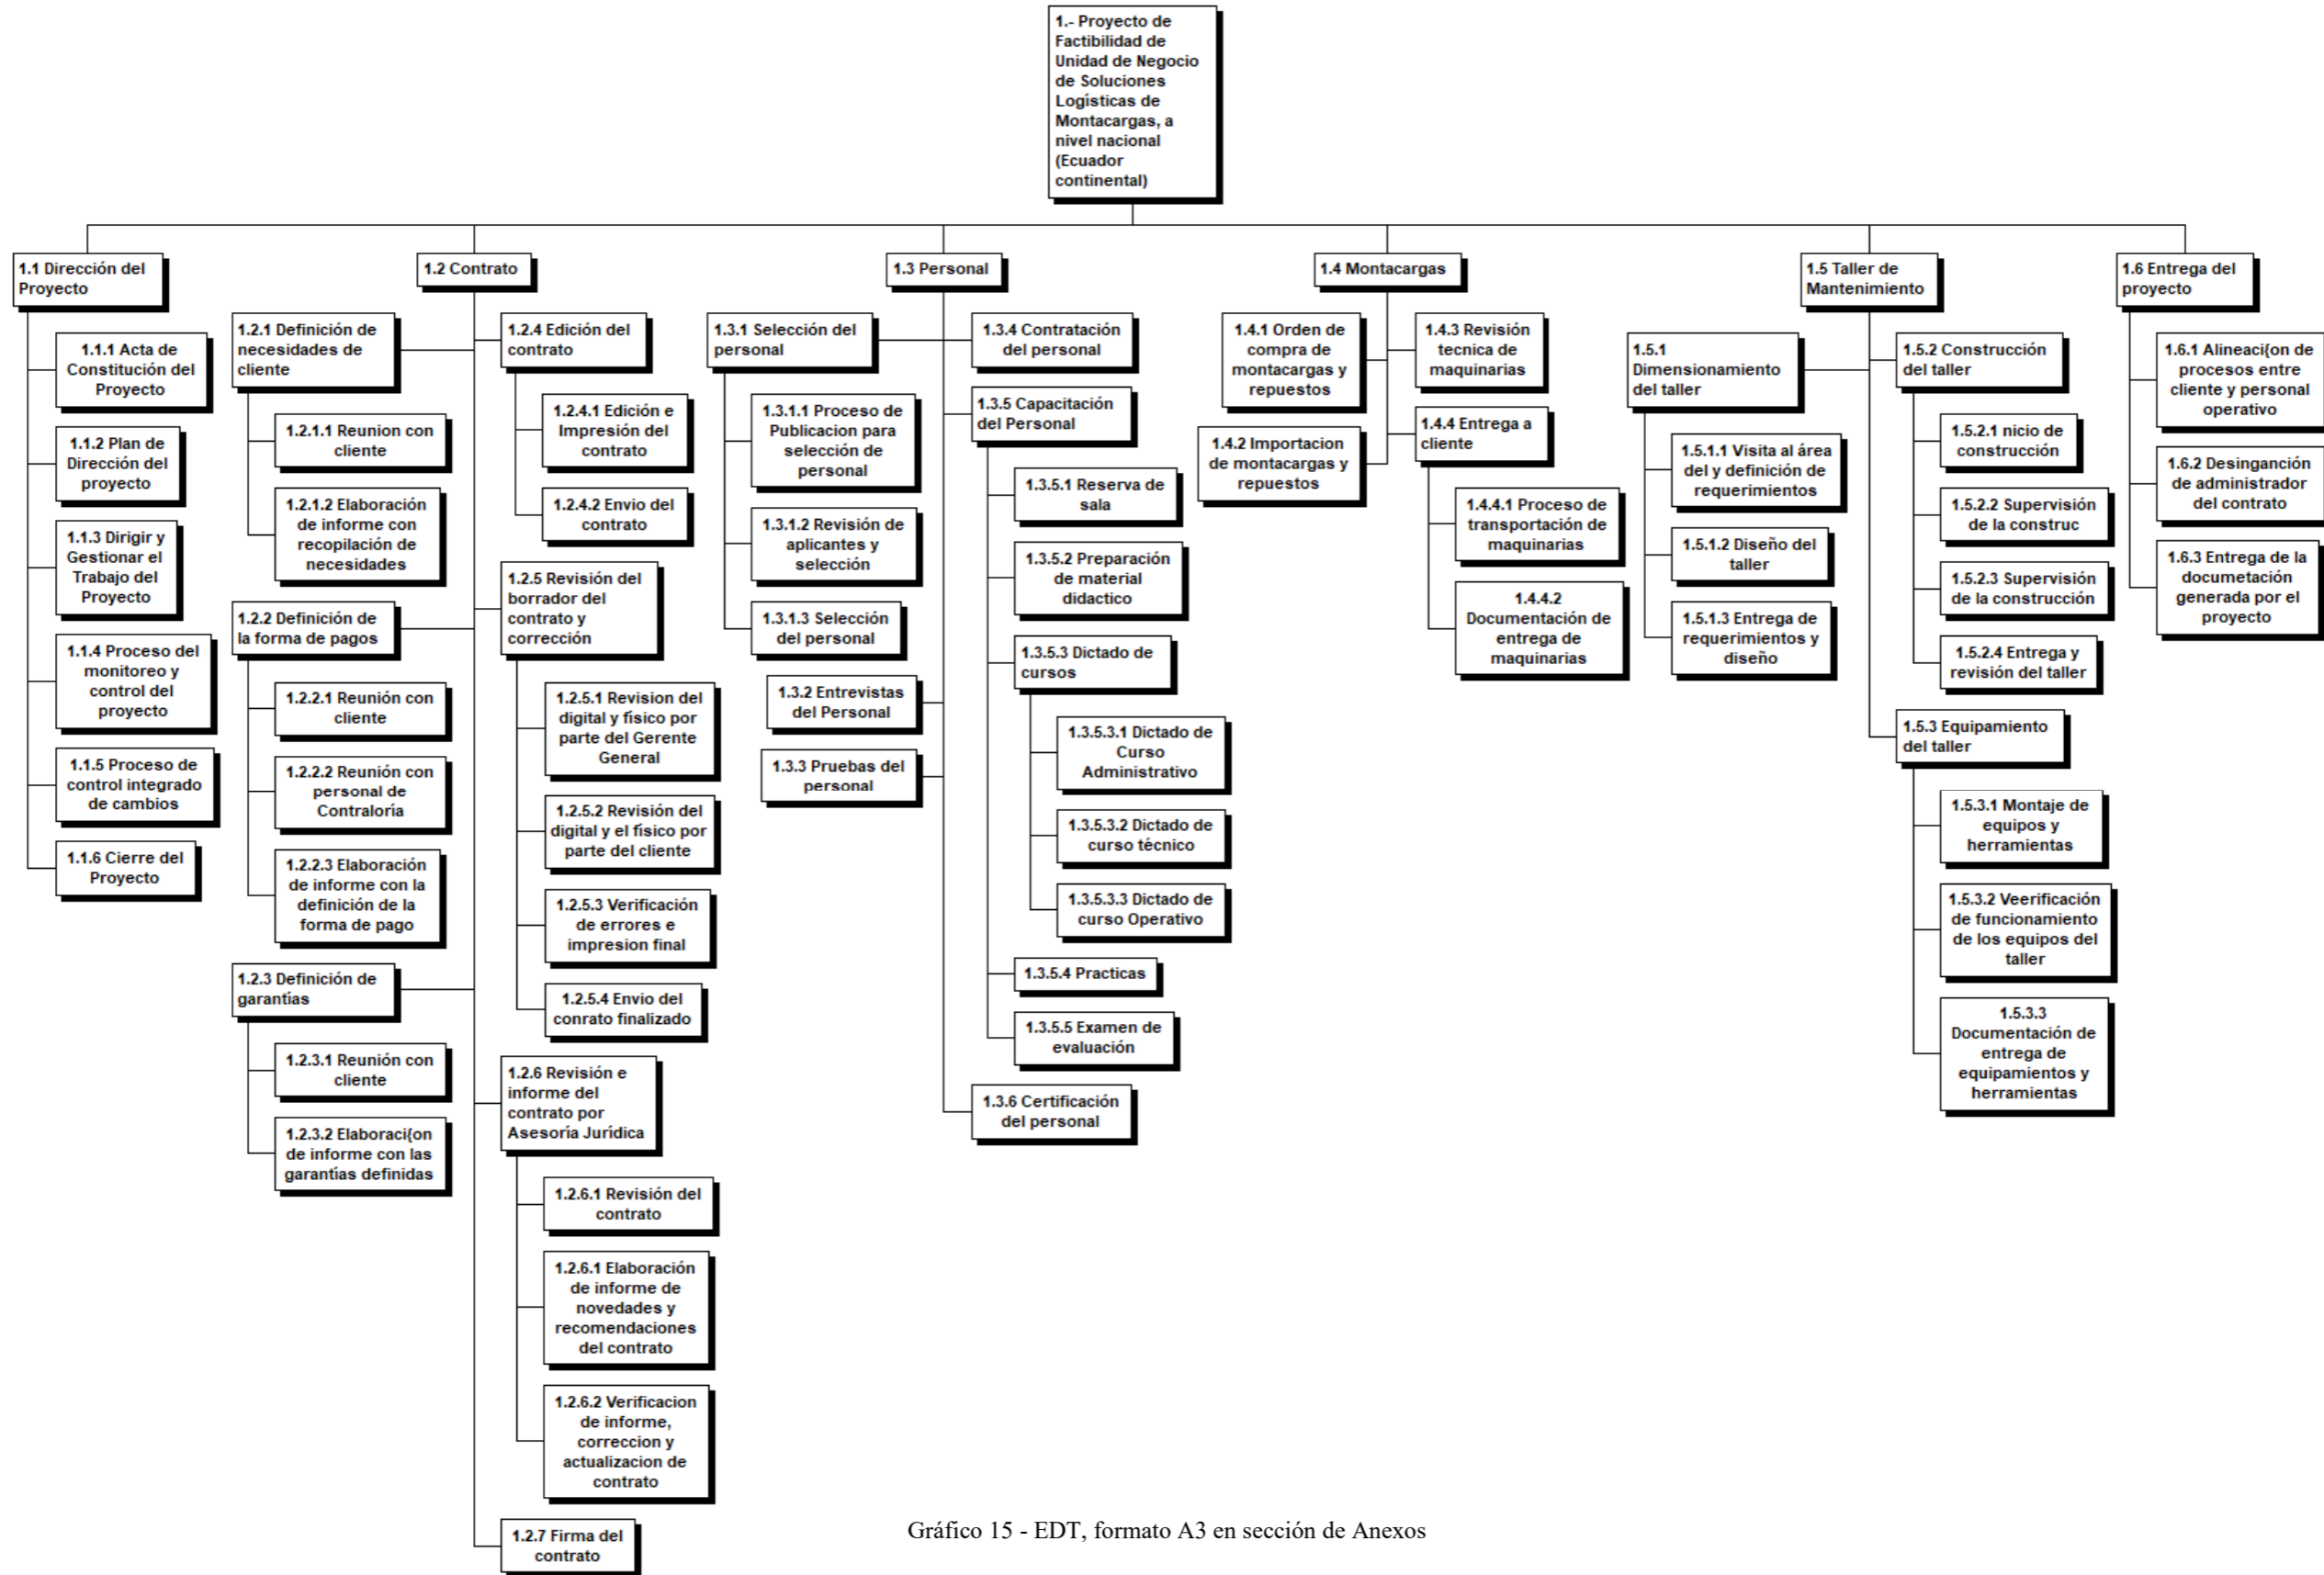 1.- Proyecto de
Factibilidad de
Unidad de Negocio
de Soluciones
Logísticas de
Montacargas, a
nivel nacional
(Ecuador
continental)
1.1 Dirección del
Proyecto
1.1.1 Acta de
Constitución del
Proyecto
1.1.2 Plan de
Dirección del
proyecto
1.1.3 Dirigir y
Gestionar el
Trabajo del
Proyecto
1.1.4 Proceso del
monitoreo y
control del
proyecto
1.1.5 Proceso de
control integrado
de cambios
1.1.6 Cierre del
Proyecto
1.2 Contrato
1.2.1 Definición de
necesidades de
cliente
1.2.1.1 Reunion con
cliente
1.2.1.2 Elaboración
de informe con
recopilación de
necesidades
1.2.2 Definición de
la forma de pagos
1.2.2.1 Reunión con
cliente
1.2.2.2 Reunión con
personal de
Contraloría
1.2.2.3 Elaboración
de informe con la
definición de la
forma de pago
1.2.3 Definición de
garantías
1.2.3.1 Reunión con
cliente
1.2.3.2 Elaboraci{on
de informe con las
garantías definidas
1.2.4 Edición del
contrato
1.2.4.1 Edición e
Impresión del
contrato
1.2.4.2 Envio del
contrato
1.2.5 Revisión del
borrador del
contrato y
corrección
1.2.5.1 Revision del
digital y físico por
parte del Gerente
General
1.2.5.2 Revisión del
digital y el físico por
parte del cliente
1.2.5.3 Verificación
de errores e
impresion final
1.2.5.4 Envio del
conrato finalizado
1.2.6 Revisión e
informe del
contrato por
Asesoría Jurídica
1.2.6.1 Revisión del
contrato
1.2.6.1 Elaboración
de informe de
novedades y
recomendaciones
del contrato
1.2.6.2 Verificacion
de informe,
correccion y
actualizacion de
contrato
1.2.7 Firma del
contrato
1.3 Personal
1.3.1 Selección del
personal
1.3.1.1 Proceso de
Publicacion para
selección de
personal
1.3.1.2 Revisión de
aplicantes y
selección
1.3.1.3 Selección
del personal
1.3.2 Entrevistas
del Personal
1.3.3 Pruebas del
personal
1.3.4 Contratación
del personal
1.3.5 Capacitación
del Personal
1.3.5.1 Reserva de
sala
1.3.5.2 Preparación
de material
didactico
1.3.5.3 Dictado de
cursos
1.3.5.3.1 Dictado de
Curso
Administrativo
1.3.5.3.2 Dictado de
curso técnico
1.3.5.3.3 Dictado de
curso Operativo
1.3.5.4 Practicas
1.3.5.5 Examen de
evaluación
1.3.6 Certificación
del personal
1.4 Montacargas
1.4.1 Orden de
compra de
montacargas y
repuestos
1.4.2 Importacion
de montacargas y
repuestos
1.4.3 Revisión
tecnica de
maquinarias
1.4.4 Entrega a
cliente
1.4.4.1 Proceso de
transportación de
maquinarias
1.4.4.2
Documentación de
entrega de
maquinarias
1.5 Taller de
Mantenimiento
1.5.1
Dimensionamiento
del taller
1.5.1.1 Visita al área
del y definición de
requerimientos
1.5.1.2 Diseño del
taller
1.5.1.3 Entrega de
requerimientos y
diseño
1.5.2 Construcción
del taller
1.5.2.1 nicio de
construcción
1.5.2.2 Supervisión
de la construc
1.5.2.3 Supervisión
de la construcción
1.5.2.4 Entrega y
revisión del taller
1.5.3 Equipamiento
del taller
1.5.3.1 Montaje de
equipos y
herramientas
1.5.3.2 Veerificación
de funcionamiento
de los equipos del
taller
1.5.3.3
Documentación de
entrega de
equipamientos y
herramientas
1.6 Entrega del
proyecto
1.6.1 Alineaci{on de
procesos entre
cliente y personal
operativo
1.6.2 Desinganción
de administrador
del contrato
1.6.3 Entrega de la
documetación
generada por el
proyecto
Gráfico 15 - EDT, formato A3 en sección de Anexos